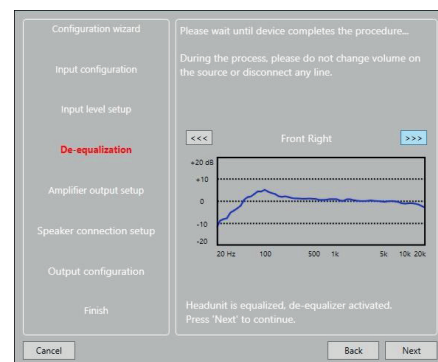 Configuration wizard
Input configuration
Input level setup
De-equalization
Amplifier output setup
Speaker connection setup
Output configuration
Finish
Please wait until device completes the procedure...
During the process, please do not change volume on
the source or disconnect any line.
<<< Front Right >>>
+20 dB
+10
0
-10
-20
20 Hz 100 500 1k 5k 10k 20k
Headunit is equalized, de-equalizer activated.
Press 'Next' to continue.
Cancel Back Next